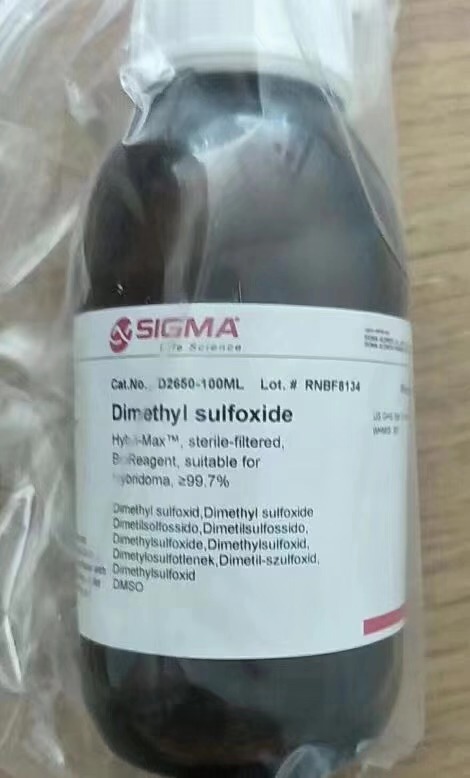 SIGMA
Life Science
Cat.No. D2650-100ML Lot. # RNBF8134
Dimethyl sulfoxide
sterile-filtered,
suitable for
≥99.7%
Dimethyl sulfoxid,Dimethyl sulfoxide
Dimetilsolfossido,Dimetilsulfossido,
Dimethylsulfoxide,Dimethylsulfoxid,
Dimetylosulfotlenek,Dimetil-szulfoxid,
Dimethylsulfoxid
DMSO